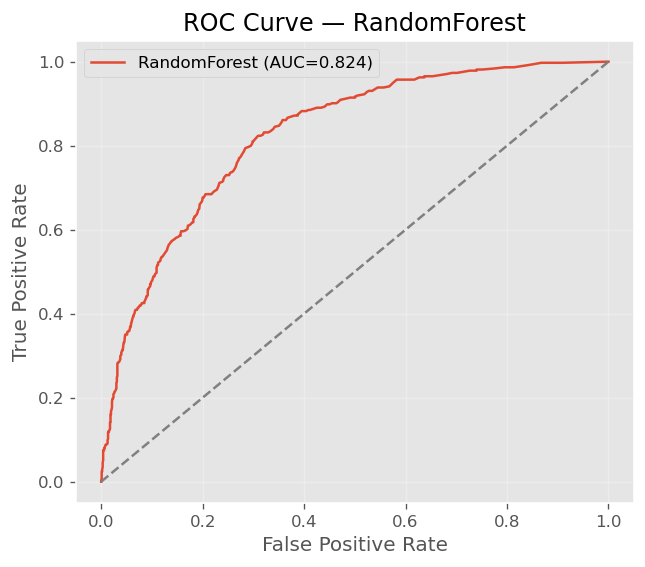 ROC Curve — RandomForest
RandomForest (AUC=0.824)
True Positive Rate
1.0
0.8
0.6
0.4
0.2
0.0
0.0 0.2 0.4 0.6 0.8 1.0
False Positive Rate